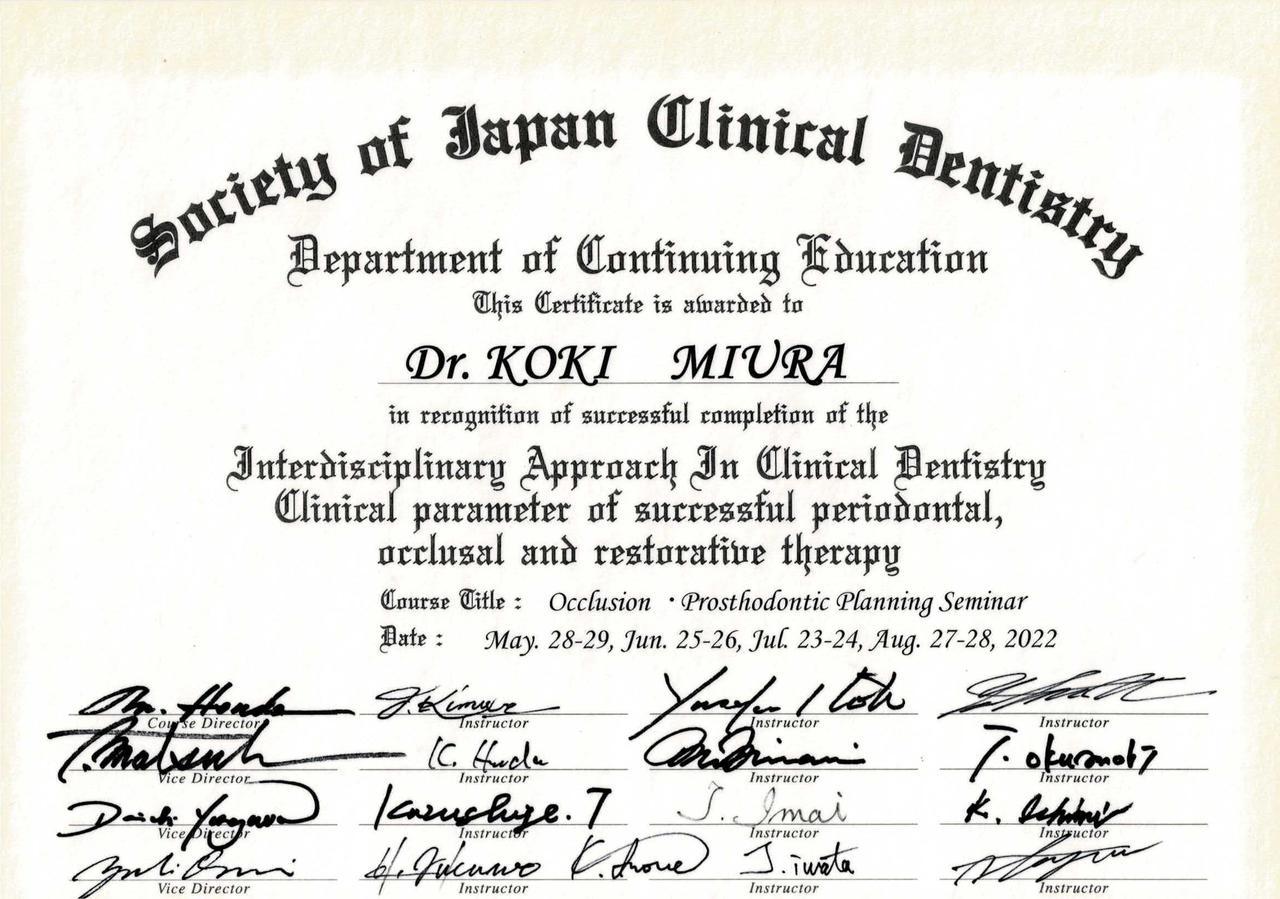 Society of Japan Clinical Dentistry
Department of Continuing Education
This Certificate is awarded to
Dr. KOKI MIURA
in recognition of successful completion of the
Interdisciplinary Approach In Clinical Dentistry
Clinical parameter of successful periodontal,
occlusal and restorative therapy
Course Title : Occlusion ・Prosthodontic Planning Seminar
Date : May. 28-29, Jun. 25-26, Jul. 23-24, Aug. 27-28, 2022
Course Director Instructor Instructor Instructor
Vice Director Instructor Instructor Instructor
Kazushige. T J. Imai
Vice Director Instructor Instructor Instructor
K. Inoue J. iwata
Vice Director Instructor Instructor Instructor